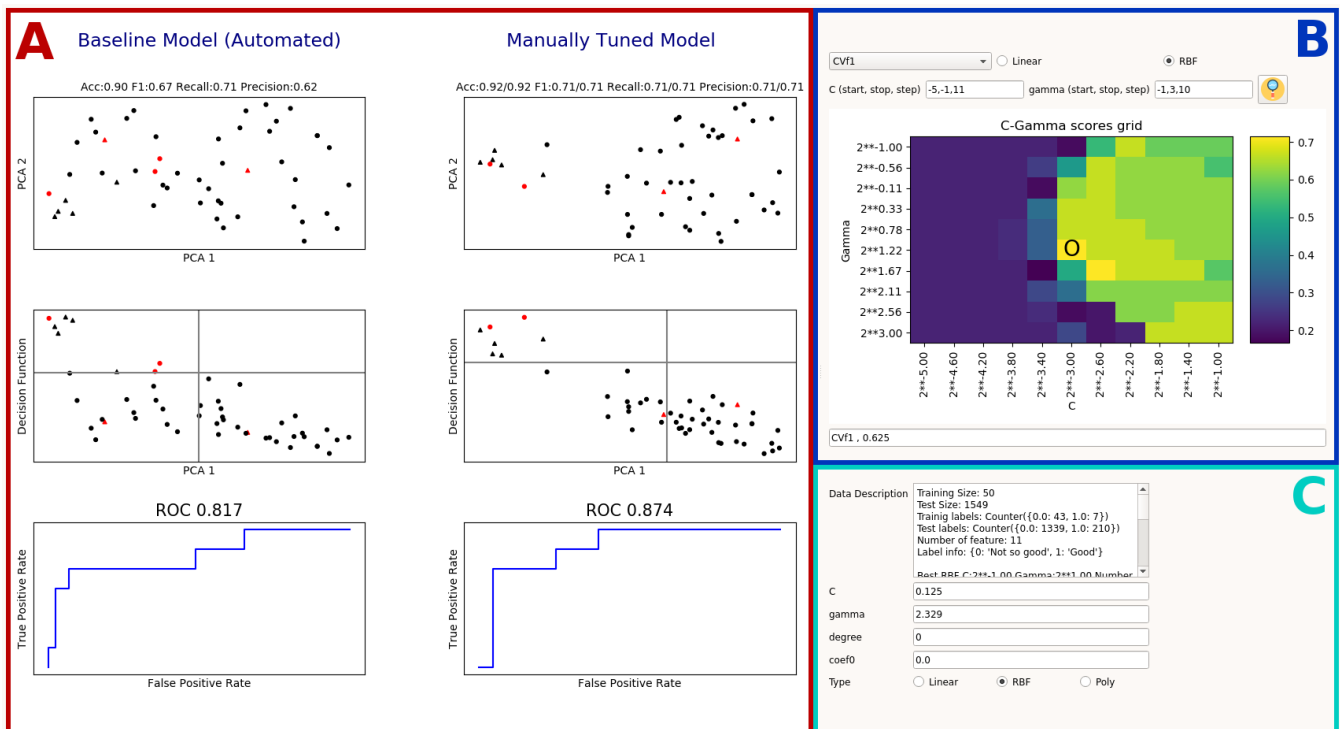 A
Baseline Model (Automated)
Manually Tuned Model
Acc:0.90 F1:0.67 Recall:0.71 Precision:0.62
Acc:0.92/0.92 F1:0.71/0.71 Recall:0.71/0.71 Precision:0.71/0.71
PCA 2
PCA 1
PCA 2
PCA 1
Decision Function
PCA 1
Decision Function
PCA 1
ROC 0.817
True Positive Rate
False Positive Rate
ROC 0.874
True Positive Rate
False Positive Rate
B
CVf1
Linear
RBF
C (start, stop, step)
-5,-1,11
gamma (start, stop, step)
-1,3,10
C-Gamma scores grid
Gamma
2**-1.00
2**-0.56
2**-0.11
2**0.33
2**0.78
2**1.22
2**1.67
2**2.11
2**2.56
2**3.00
O
2**-5.00
2**-4.60
2**-4.20
2**-3.80
2**-3.40
2**-3.00
2**-2.60
2**-2.20
2**-1.80
2**-1.40
2**-1.00
C
0.7
0.6
0.5
0.4
0.3
0.2
CVf1 , 0.625
C
Data Description
Training Size: 50
Test Size: 1549
Trainig labels: Counter({0.0: 43, 1.0: 7})
Test labels: Counter({0.0: 1339, 1.0: 210})
Number of feature: 11
Label info: {0: 'Not so good', 1: 'Good'}
Best RBF C:2**-1.00 Gamma:2**1.00 Number
C
0.125
gamma
2.329
degree
0
coef0
0.0
Type
Linear
RBF
Poly